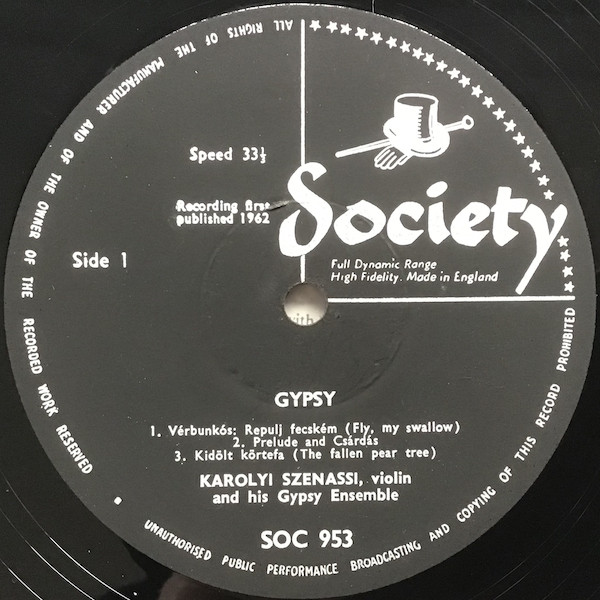 ALL RIGHTS OF THE MANUFACTURER AND OF THE OWNER OF THE RECORDED WORK RESERVED
Speed 33⅓
Recording first
published 1962
Society
Side 1
Full Dynamic Range
High Fidelity. Made in England
ith
GYPSY
1. Vérbunkós: Repulj fecském (Fly, my swallow)
2. Prelude and Csárdás
3. Kidőlt kőrtefa (The fallen pear tree)
KAROLYI SZENASSI, violin
and his Gypsy Ensemble
SOC 953
UNAUTHORISED PUBLIC PERFORMANCE BROADCASTING AND COPYING OF THIS RECORD PROHIBITED